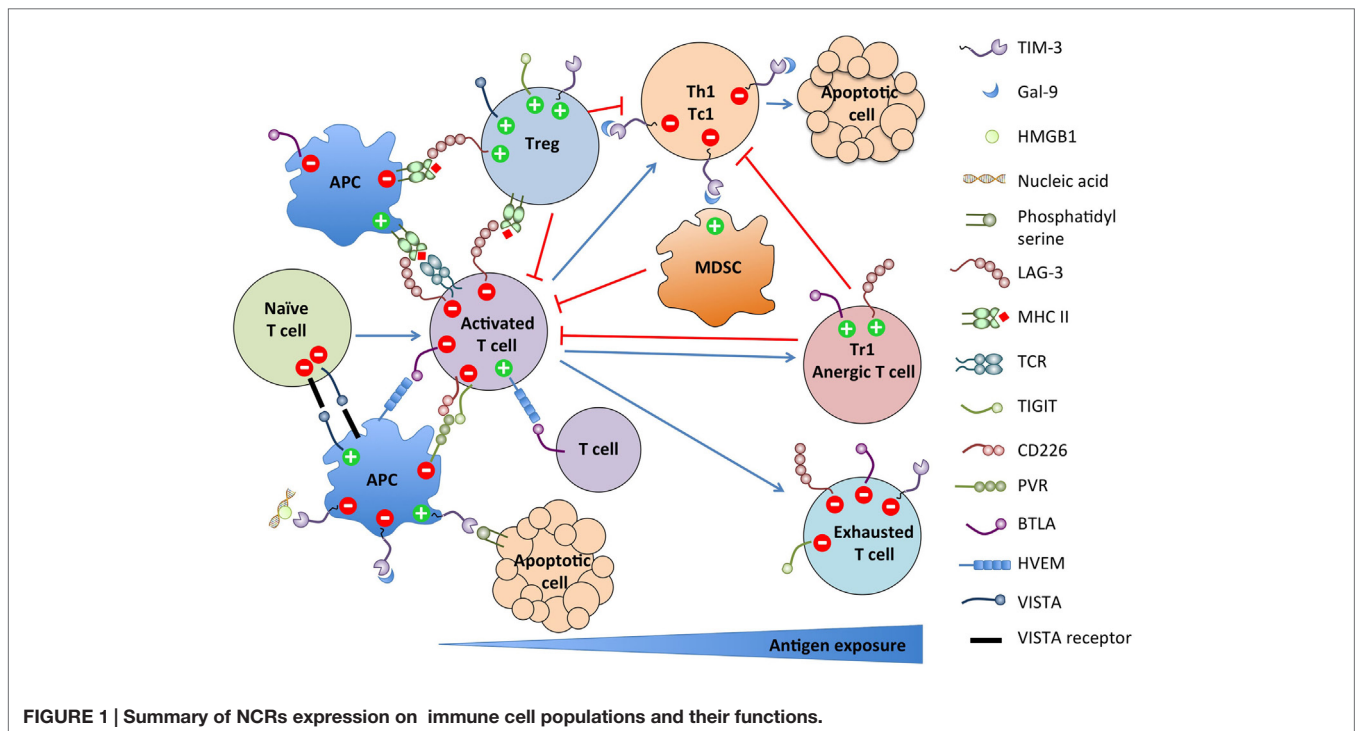 Th1
Tc1
Apoptotic
cell
Treg
APC
MDSC
Naïve
T cell
Activated
T cell
Tr1
Anergic T cell
T cell
APC
Apoptotic
cell
Exhausted
T cell
Antigen exposure
TIM-3
Gal-9
HMGB1
Nucleic acid
Phosphatidyl
serine
LAG-3
MHC II
TCR
TIGIT
CD226
PVR
BTLA
HVEM
VISTA
VISTA receptor
FIGURE 1 | Summary of NCRs expression on immune cell populations and their functions.